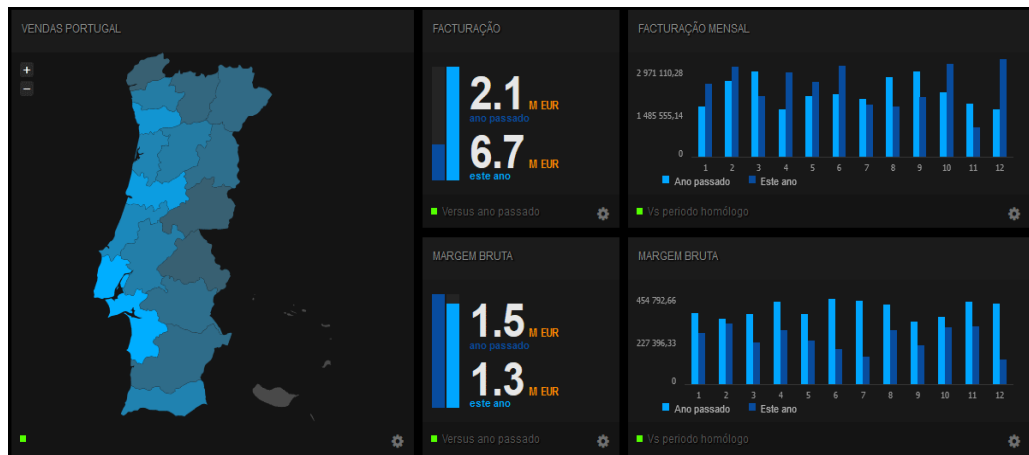 VENDAS PORTUGAL
+
−
FACTURAÇÃO
2.1 M EUR
ano passado
6.7 M EUR
este ano
Versus ano passado
FACTURAÇÃO MENSAL
2 971 110,28
1 485 555,14
0
1 2 3 4 5 6 7 8 9 10 11 12
Ano passado Este ano
Vs periodo homólogo
MARGEM BRUTA
1.5 M EUR
ano passado
1.3 M EUR
este ano
Versus ano passado
MARGEM BRUTA
454 792,66
227 396,33
0
1 2 3 4 5 6 7 8 9 10 11 12
Ano passado Este ano
Vs periodo homólogo